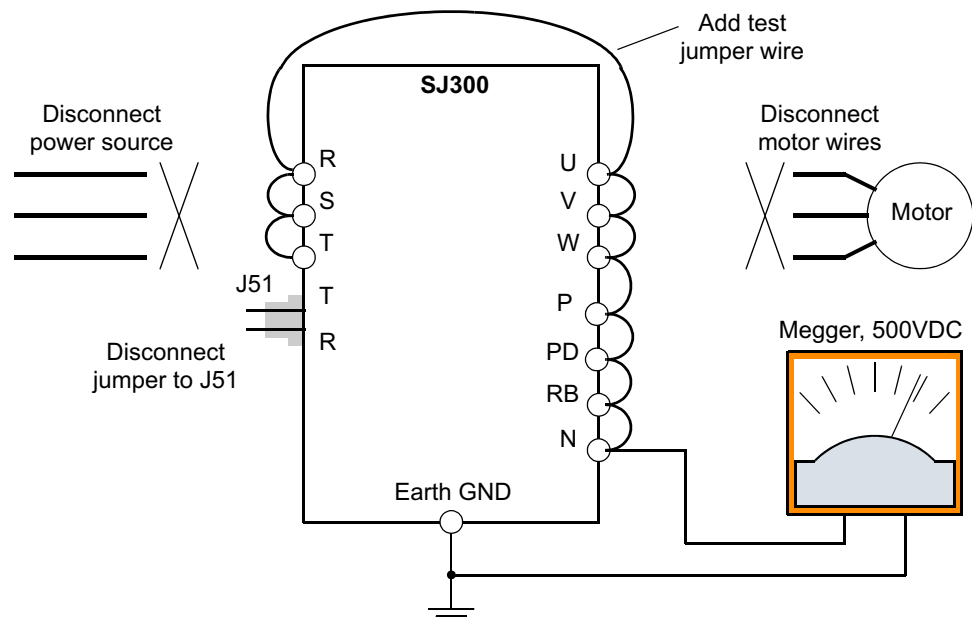 Add test
jumper wire
SJ300
Disconnect
power source
Disconnect
motor wires
R
S
T
U
V
W
Motor
J51
T
R
P
PD
RB
N
Disconnect
jumper to J51
Megger, 500VDC
Earth GND